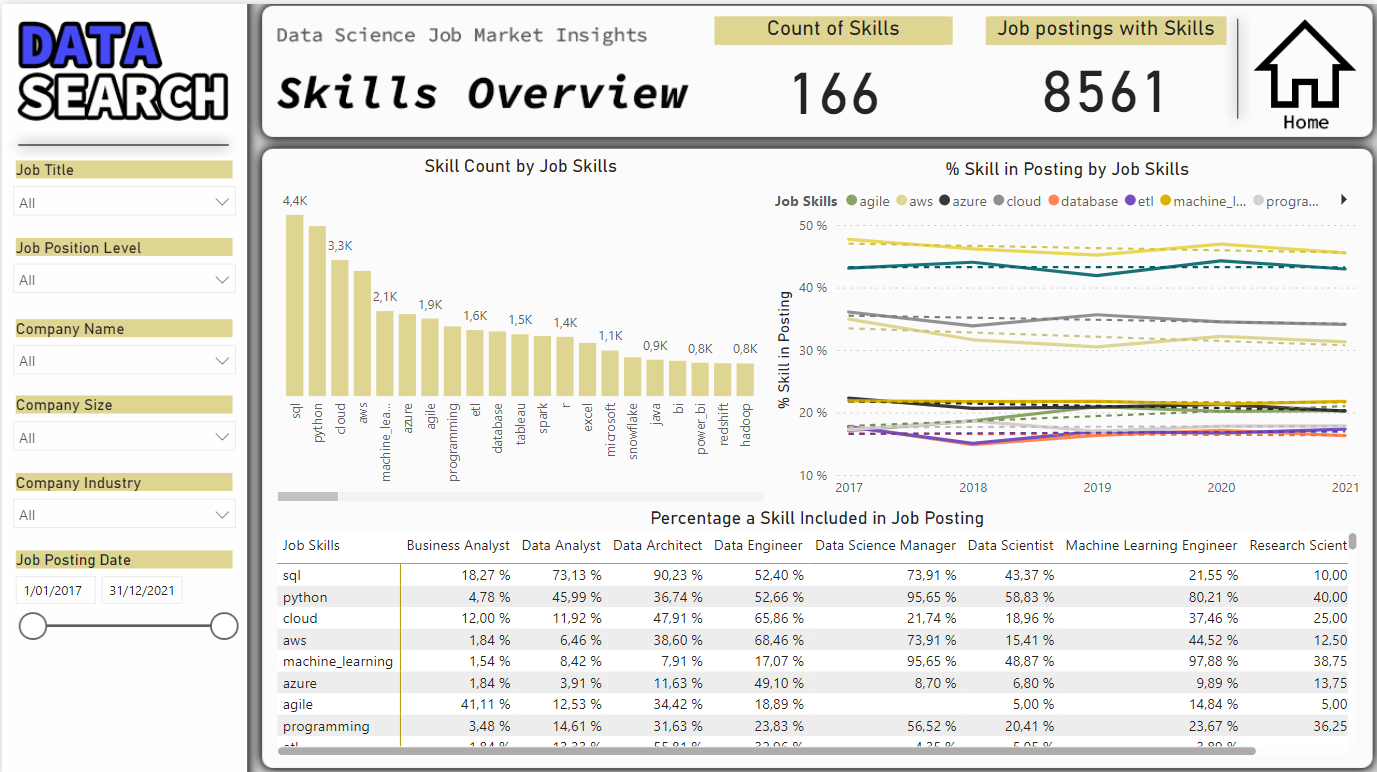 DATA
SEARCH
Job Title
All
Job Position Level
All
Company Name
All
Company Size
All
Company Industry
All
Job Posting Date
1/01/2017 31/12/2021
Data Science Job Market Insights
Skills Overview
Count of Skills
166
Job postings with Skills
8561
Home
Skill Count by Job Skills
4,4K
3,3K
2,1K
1,9K
1,6K
1,5K
1,4K
1,1K
0,9K
0,8K
0,8K
sql
python
cloud
aws
machine_lea...
azure
agile
programming
etl
database
tableau
spark
r
excel
microsoft
snowflake
java
bi
power_bi
redshift
hadoop
% Skill in Posting by Job Skills
Job Skills agile aws azure cloud database etl machine_l... progra...
% Skill in Posting
50 %
40 %
30 %
20 %
10 %
2017 2018 2019 2020 2021
Percentage a Skill Included in Job Posting
Job Skills Business Analyst Data Analyst Data Architect Data Engineer Data Science Manager Data Scientist Machine Learning Engineer Research Scient
sql 18,27 % 73,13 % 90,23 % 52,40 % 73,91 % 43,37 % 21,55 % 10,00
python 4,78 % 45,99 % 36,74 % 52,66 % 95,65 % 58,83 % 80,21 % 40,00
cloud 12,00 % 11,92 % 47,91 % 65,86 % 21,74 % 18,96 % 37,46 % 25,00
aws 1,84 % 6,46 % 38,60 % 68,46 % 73,91 % 15,41 % 44,52 % 12,50
machine_learning 1,54 % 8,42 % 7,91 % 17,07 % 95,65 % 48,87 % 97,88 % 38,75
azure 1,84 % 3,91 % 11,63 % 49,10 % 8,70 % 6,80 % 9,89 % 13,75
agile 41,11 % 12,53 % 34,42 % 18,89 % 5,00 % 14,84 % 5,00
programming 3,48 % 14,61 % 31,63 % 23,83 % 56,52 % 20,41 % 23,67 % 36,25